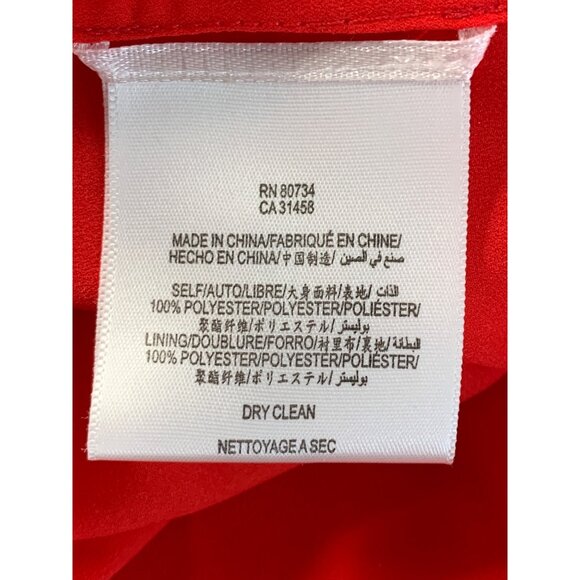 RN 80734
CA 31458
MADE IN CHINA/FABRIQUÉ EN CHINE/
HECHO EN CHINA/中国制造/ صنع في الصين/
SELF/AUTO/LIBRE/大身面料/表地/ الذات/
100% POLYESTER/POLYESTER/POLIÉSTER/
聚酯纤维/ポリエステル/بوليستر/
LINING/DOUBLURE/FORRO/衬里布/裏地/ البطانة/
100% POLYESTER/POLYESTER/POLIÉSTER/
聚酯纤维/ポリエステル/بوليستر/
DRY CLEAN
NETTOYAGE A SEC